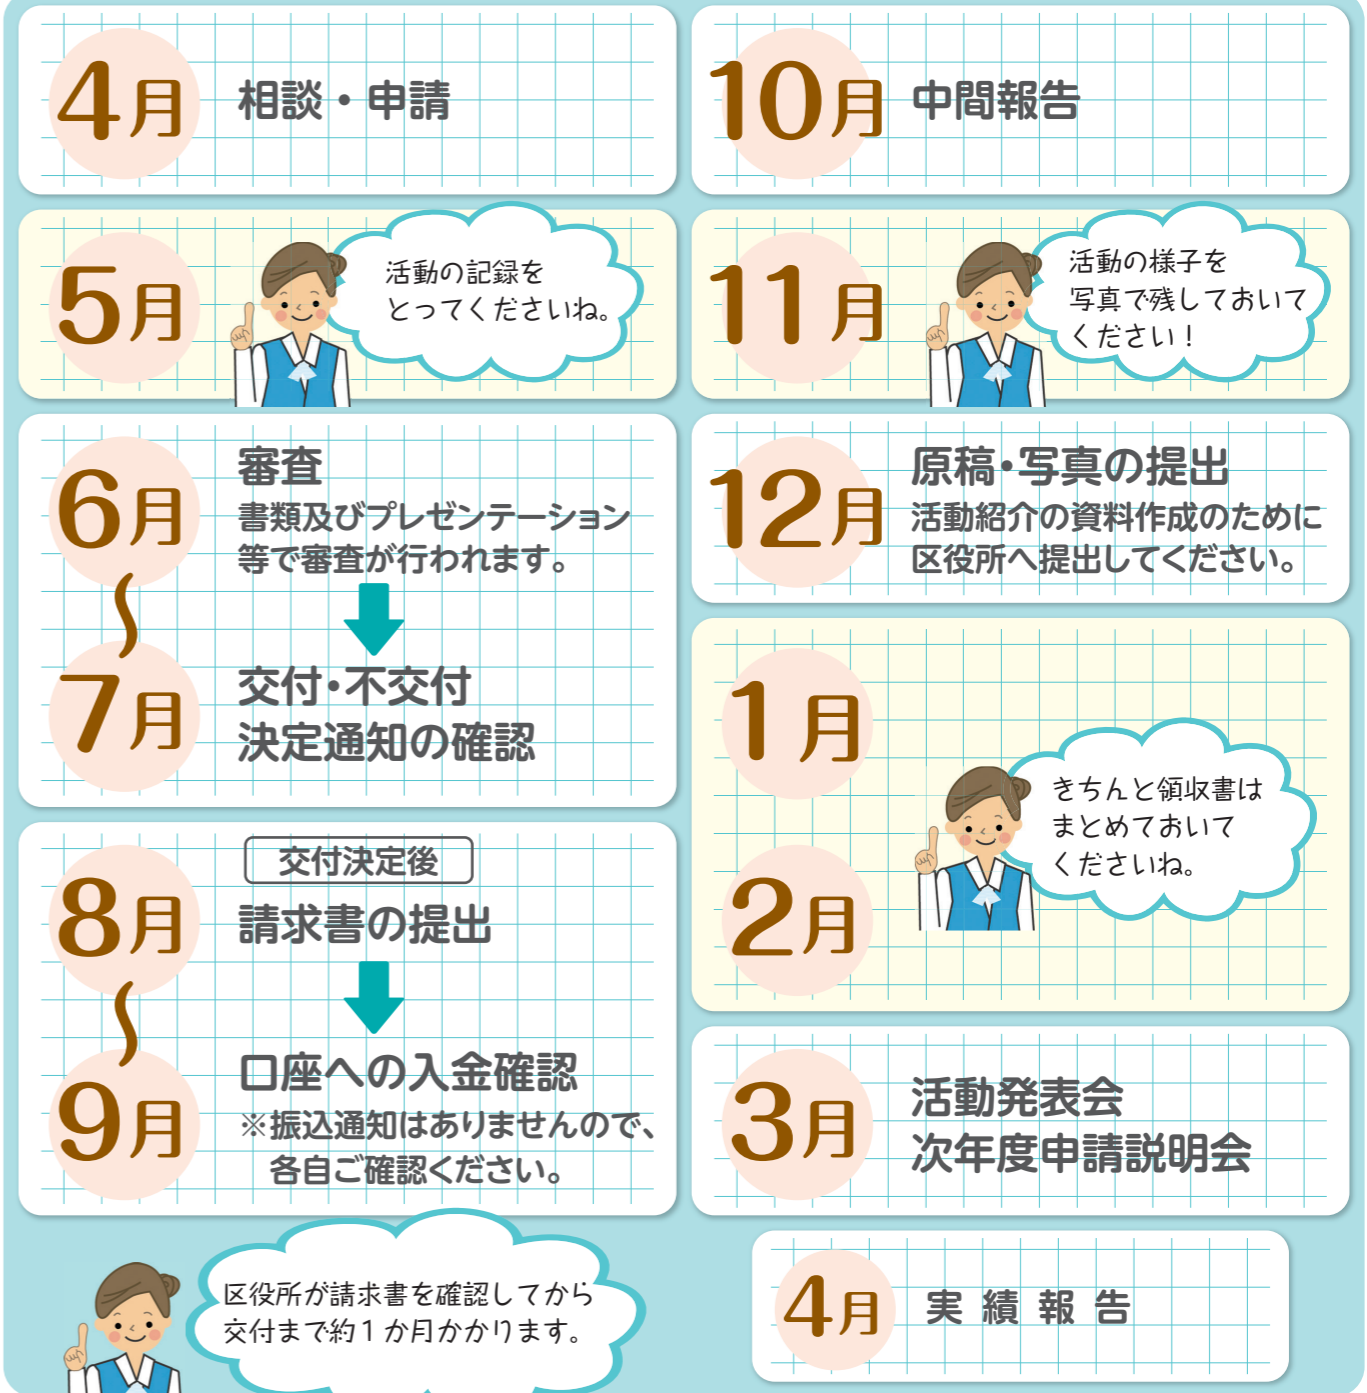 4月
相談・申請
5月
活動の記録を
とってくださいね。
6月
審査
書類及びプレゼンテーション
等で審査が行われます。
〜
7月
交付・不交付
決定通知の確認
8月
交付決定後
請求書の提出
〜
9月
口座への入金確認
※振込通知はありませんので、
各自ご確認ください。
区役所が請求書を確認してから
交付まで約1か月かかります。
10月
中間報告
11月
活動の様子を
写真で残しておいて
ください!
12月
原稿・写真の提出
活動紹介の資料作成のために
区役所へ提出してください。
1月
2月
きちんと領収書は
まとめておいて
くださいね。
3月
活動発表会
次年度申請説明会
4月
実績報告